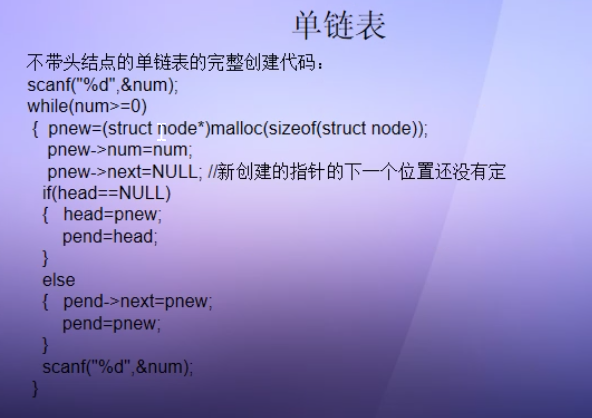 单链表
不带头结点的单链表的完整创建代码：
scanf("%d",&num);
while(num>=0)
{ pnew=(struct node*)malloc(sizeof(struct node));
pnew->num=num;
pnew->next=NULL; //新创建的指针的下一个位置还没有定
if(head==NULL)
{ head=pnew;
pend=head;
}
else
{ pend->next=pnew;
pend=pnew;
}
scanf("%d",&num);
}